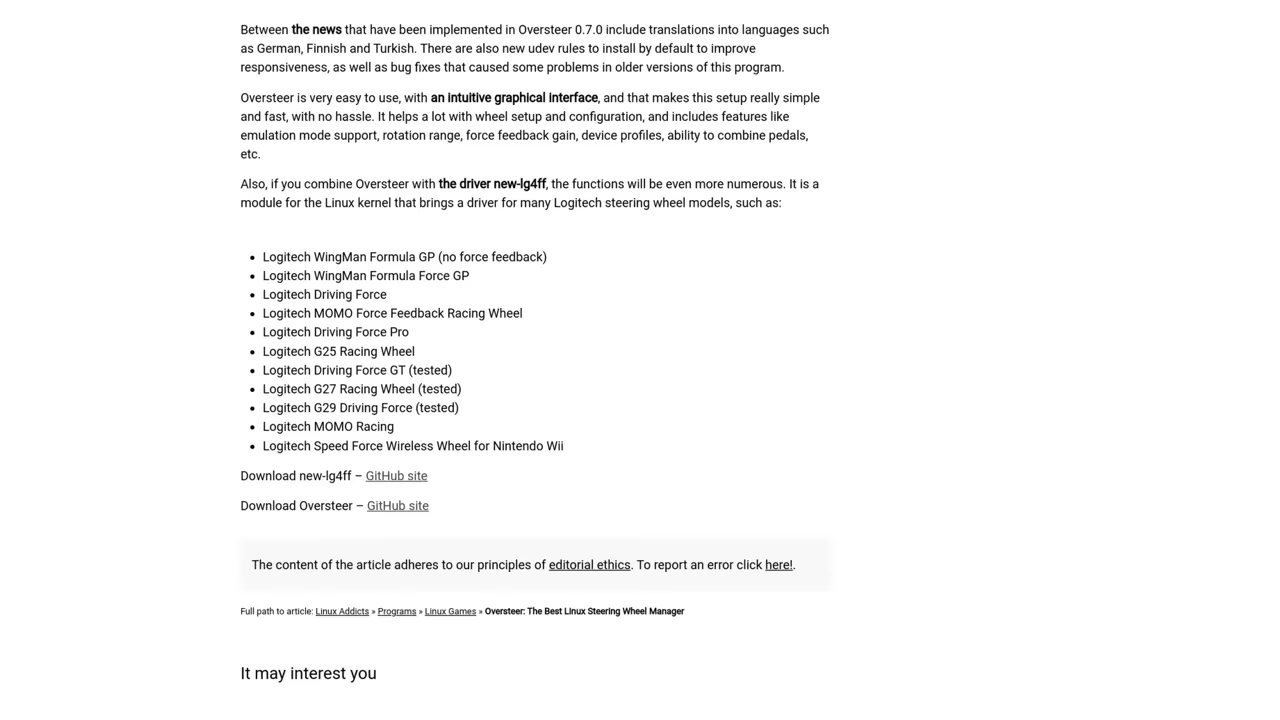 Between the news that have been implemented in Oversteer 0.7.0 include translations into languages such
as German, Finnish and Turkish. There are also new udev rules to install by default to improve
responsiveness, as well as bug fixes that caused some problems in older versions of this program.
Oversteer is very easy to use, with an intuitive graphical interface, and that makes this setup really simple
and fast, with no hassle. It helps a lot with wheel setup and configuration, and includes features like
emulation mode support, rotation range, force feedback gain, device profiles, ability to combine pedals,
etc.
Also, if you combine Oversteer with the driver new-lg4ff, the functions will be even more numerous. It is a
module for the Linux kernel that brings a driver for many Logitech steering wheel models, such as:
• Logitech WingMan Formula GP (no force feedback)
• Logitech WingMan Formula Force GP
• Logitech Driving Force
• Logitech MOMO Force Feedback Racing Wheel
• Logitech Driving Force Pro
• Logitech G25 Racing Wheel
• Logitech Driving Force GT (tested)
• Logitech G27 Racing Wheel (tested)
• Logitech G29 Driving Force (tested)
• Logitech MOMO Racing
• Logitech Speed Force Wireless Wheel for Nintendo Wii
Download new-lg4ff – GitHub site
Download Oversteer – GitHub site
The content of the article adheres to our principles of editorial ethics. To report an error click here!.
Full path to article: Linux Addicts » Programs » Linux Games » Oversteer: The Best Linux Steering Wheel Manager
It may interest you